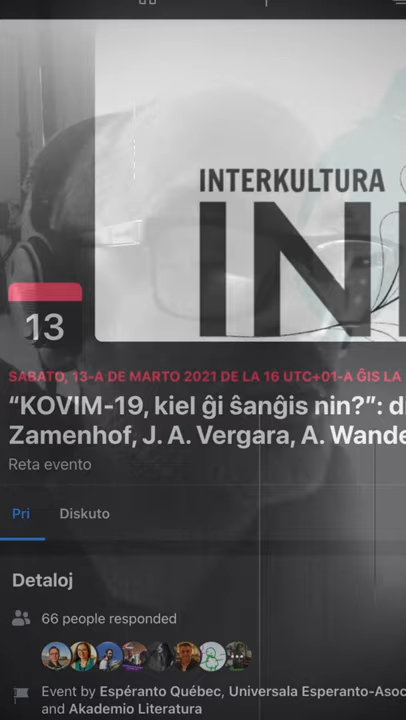 INTERKULTURA
13
SABATO, 13-A DE MARTO 2021 DE LA 16 UTC+01-A ĜIS LA
“KOVIM-19, kiel ĝi ŝanĝis nin?”: d
Zamenhof, J. A. Vergara, A. Wande
Reta evento
Pri Diskuto
Detaloj
66 people responded
Event by Espéranto Québec, Universala Esperanto-Asoc
and Akademio Literatura